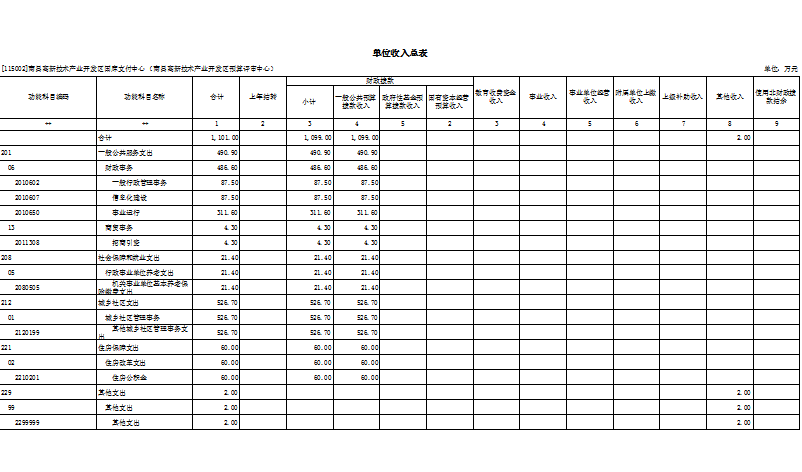 单位收入总表
[115002]南昌高新技术产业开发区国库支付中心（南昌高新技术产业开发区预算评审中心） 单位：万元
功能科目编码 功能科目名称 合计 上年结转 财政拨款 教育收费资金收入 事业收入 事业单位经营收入 附属单位上缴收入 上级补助收入 其他收入 使用非财政拨款结余
小计 一般公共预算拨款收入 政府性基金预算拨款收入 国有资本经营预算收入
** ** 1 2 3 4 5 2 3 4 5 6 7 8 9
合计 1,101.00 1,099.00 1,099.00 2.00
201 一般公共服务支出 490.90 490.90 490.90
06 财政事务 486.60 486.60 486.60
2010602 一般行政管理事务 87.50 87.50 87.50
2010607 信息化建设 87.50 87.50 87.50
2010650 事业运行 311.60 311.60 311.60
13 商贸事务 4.30 4.30 4.30
2011308 招商引资 4.30 4.30 4.30
208 社会保障和就业支出 21.40 21.40 21.40
05 行政事业单位养老支出 21.40 21.40 21.40
2080505 机关事业单位基本养老保险缴费支出 21.40 21.40 21.40
212 城乡社区支出 526.70 526.70 526.70
01 城乡社区管理事务 526.70 526.70 526.70
2120199 其他城乡社区管理事务支出 526.70 526.70 526.70
221 住房保障支出 60.00 60.00 60.00
02 住房改革支出 60.00 60.00 60.00
2210201 住房公积金 60.00 60.00 60.00
229 其他支出 2.00 2.00
99 其他支出 2.00 2.00
2299999 其他支出 2.00 2.00